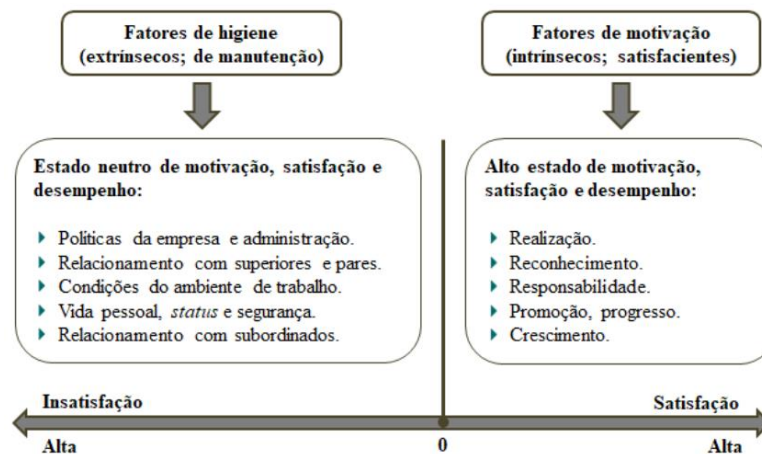 Fatores de higiene
(extrínsecos; de manutenção)
Fatores de motivação
(intrínsecos; satisfacientes)
Estado neutro de motivação, satisfação e
desempenho:
Políticas da empresa e administração.
Relacionamento com superiores e pares.
Condições do ambiente de trabalho.
Vida pessoal, status e segurança.
Relacionamento com subordinados.
Alto estado de motivação,
satisfação e desempenho:
Realização.
Reconhecimento.
Responsabilidade.
Promoção, progresso.
Crescimento.
Insatisfação
Satisfação
Alta
0
Alta